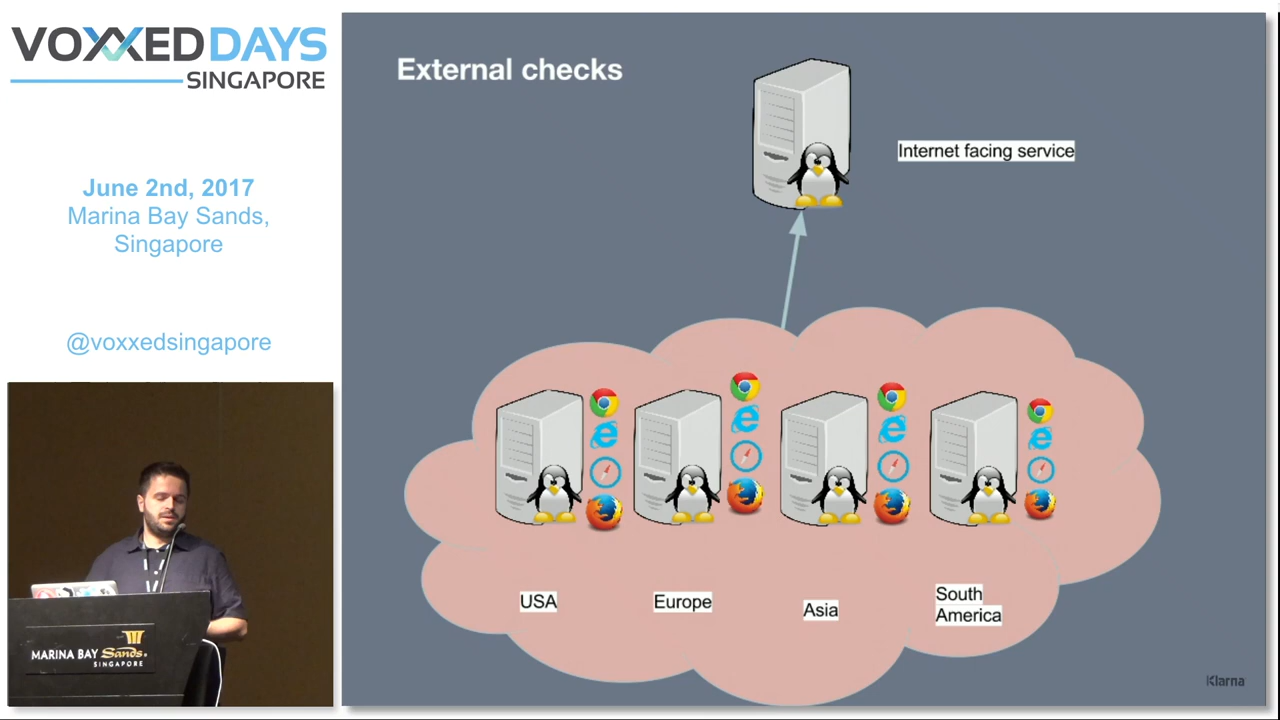 VOXXED DAYS
SINGAPORE
June 2nd, 2017
Marina Bay Sands,
Singapore
@voxxedsingapore
MARINA BAY Sands.
SINGAPORE
External checks
Internet facing service
USA
Europe
Asia
South
America
Klarna